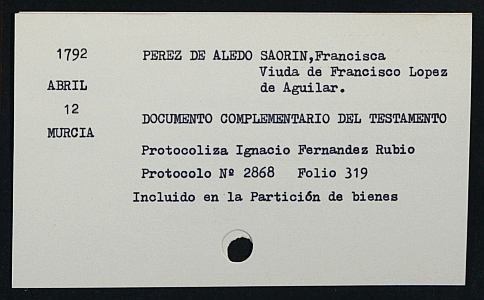 1792
ABRIL
12
MURCIA
PEREZ DE ALEDO SAORIN,Francisca
Viuda de Francisco Lopez
de Aguilar.
DOCUMENTO COMPLEMENTARIO DEL TESTAMENTO
Protocoliza Ignacio Fernandez Rubio
Protocolo Nº 2868 Folio 319
Incluido en la Partición de bienes